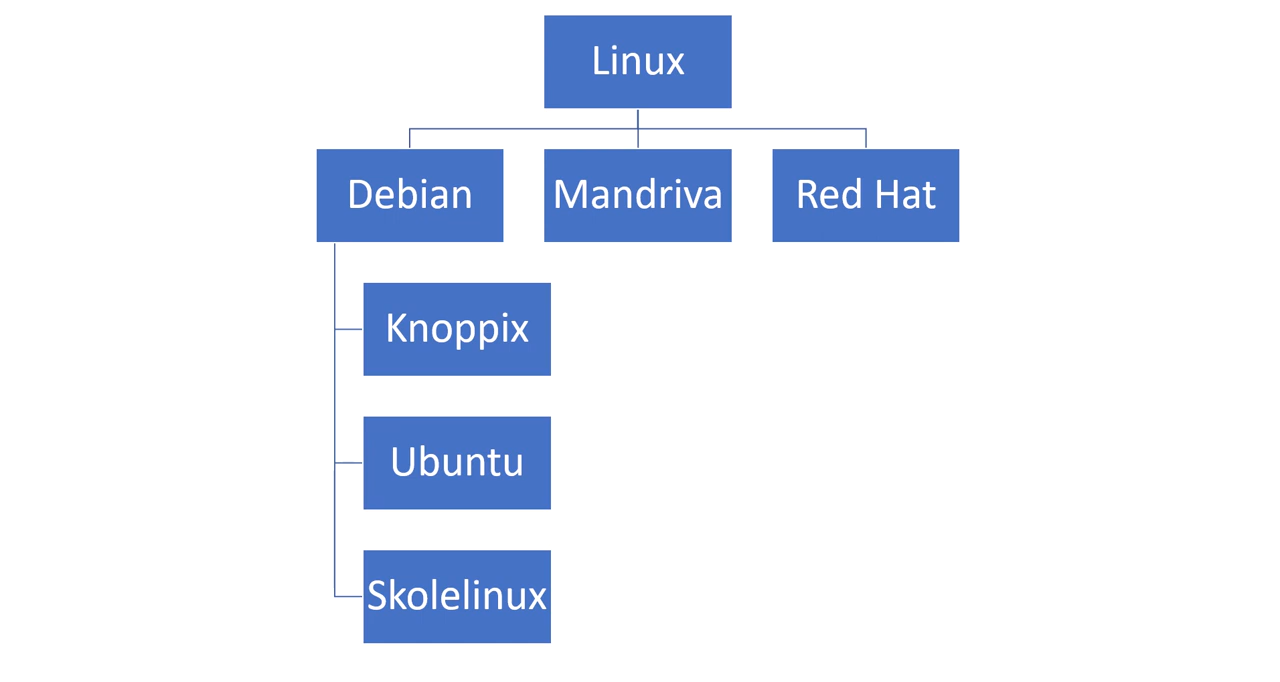 Linux
Debian
Mandriva
Red Hat
Knoppix
Ubuntu
Skolelinux